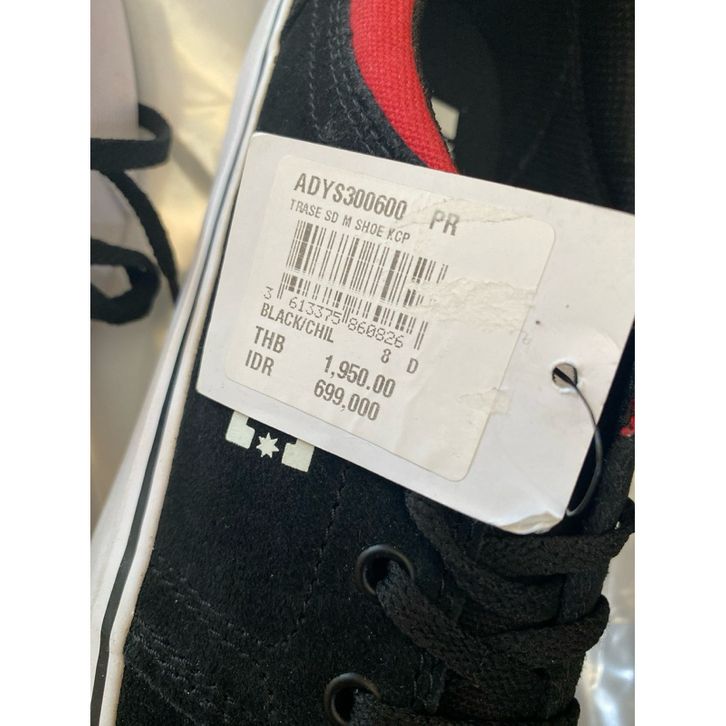 ADYS300600 PR
TRASE SD M SHOE KCP
3 613375 860826
BLACK/CHIL 8 D
THB 1,950.00
IDR 699,000